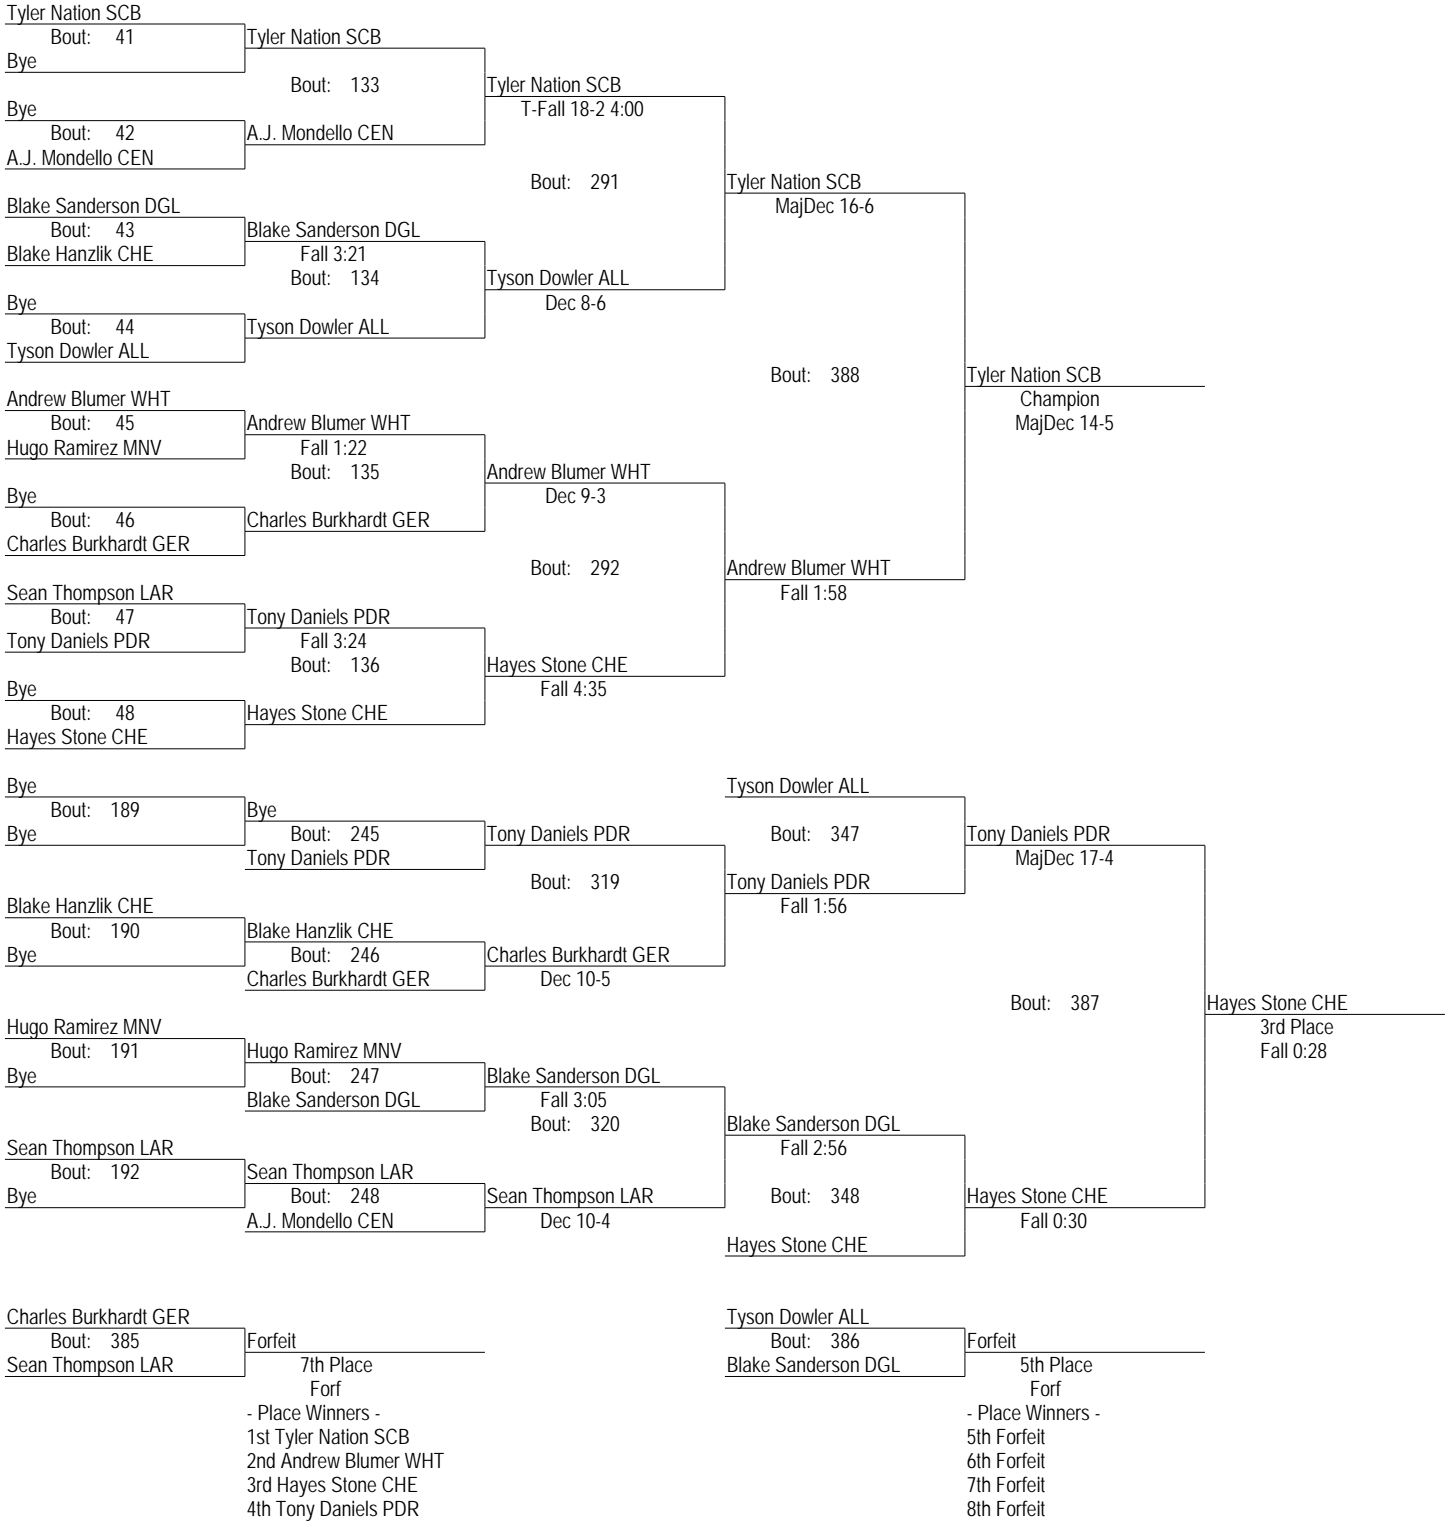 Tyler Nation SCB
Bout: 41
Tyler Nation SCB
Bye
Bout: 133
Tyler Nation SCB
Bye
T-Fall 18-2 4:00
Bout: 42
A.J. Mondello CEN
A.J. Mondello CEN
Bout: 291
Tyler Nation SCB
Blake Sanderson DGL
MajDec 16-6
Bout: 43
Blake Sanderson DGL
Blake Hanzlik CHE
Fall 3:21
Bout: 134
Tyson Dowler ALL
Bye
Dec 8-6
Bout: 44
Tyson Dowler ALL
Tyson Dowler ALL
Bout: 388
Tyler Nation SCB
Andrew Blumer WHT
Champion
Bout: 45
Andrew Blumer WHT
MajDec 14-5
Hugo Ramirez MNV
Fall 1:22
Bout: 135
Andrew Blumer WHT
Bye
Dec 9-3
Bout: 46
Charles Burkhardt GER
Charles Burkhardt GER
Bout: 292
Andrew Blumer WHT
Sean Thompson LAR
Fall 1:58
Bout: 47
Tony Daniels PDR
Tony Daniels PDR
Fall 3:24
Bout: 136
Hayes Stone CHE
Bye
Fall 4:35
Bout: 48
Hayes Stone CHE
Hayes Stone CHE
Bye
Tyson Dowler ALL
Bout: 189
Bye
Bye
Bout: 245
Tony Daniels PDR
Bout: 347
Tony Daniels PDR
Tony Daniels PDR
MajDec 17-4
Bout: 319
Tony Daniels PDR
Blake Hanzlik CHE
Fall 1:56
Bout: 190
Blake Hanzlik CHE
Bye
Bout: 246
Charles Burkhardt GER
Charles Burkhardt GER
Dec 10-5
Bout: 387
Hayes Stone CHE
Hugo Ramirez MNV
3rd Place
Bout: 191
Hugo Ramirez MNV
Fall 0:28
Bye
Bout: 247
Blake Sanderson DGL
Blake Sanderson DGL
Fall 3:05
Bout: 320
Blake Sanderson DGL
Sean Thompson LAR
Fall 2:56
Bout: 192
Sean Thompson LAR
Bye
Bout: 248
Sean Thompson LAR
Bout: 348
Hayes Stone CHE
A.J. Mondello CEN
Dec 10-4
Fall 0:30
Hayes Stone CHE
Charles Burkhardt GER
Bout: 385
Forfeit
Sean Thompson LAR
7th Place
Forf
- Place Winners -
1st Tyler Nation SCB
2nd Andrew Blumer WHT
3rd Hayes Stone CHE
4th Tony Daniels PDR
Tyson Dowler ALL
Bout: 386
Forfeit
Blake Sanderson DGL
5th Place
Forf
- Place Winners -
5th Forfeit
6th Forfeit
7th Forfeit
8th Forfeit